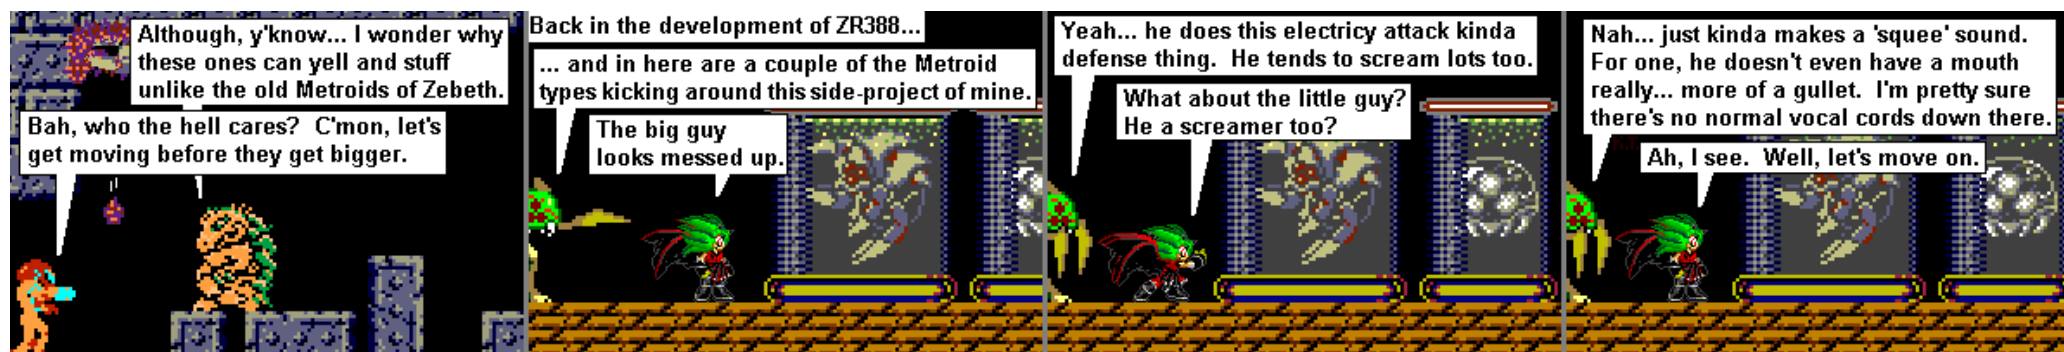 Although, y'know... I wonder why
these ones can yell and stuff
unlike the old Metroids of Zebeth.
Bah, who the hell cares?  C'mon, let's
get moving before they get bigger.
Back in the development of ZR388...
... and in here are a couple of the Metroid
types kicking around this side-project of mine.
The big guy
looks messed up.
Yeah... he does this electricy attack kinda
defense thing.  He tends to scream lots too.
What about the little guy?
He a screamer too?
Nah... just kinda makes a 'squee' sound.
For one, he doesn't even have a mouth
really... more of a gullet.  I'm pretty sure
there's no normal vocal cords down there.
Ah, I see.  Well, let's move on.